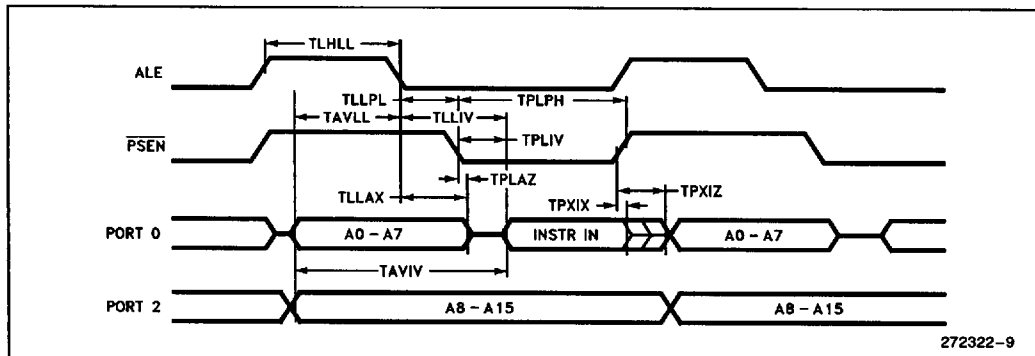 TLHLL
ALE
TLLPL
TPLPH
TAVLL
TLLIV
PSEN
TPLIV
TPLAZ
TLLAX
TPXIZ
TPXIX
PORT 0
A0-A7
INSTR IN
A0-A7
TAVIV
PORT 2
A8-A15
A8-A15
272322-9